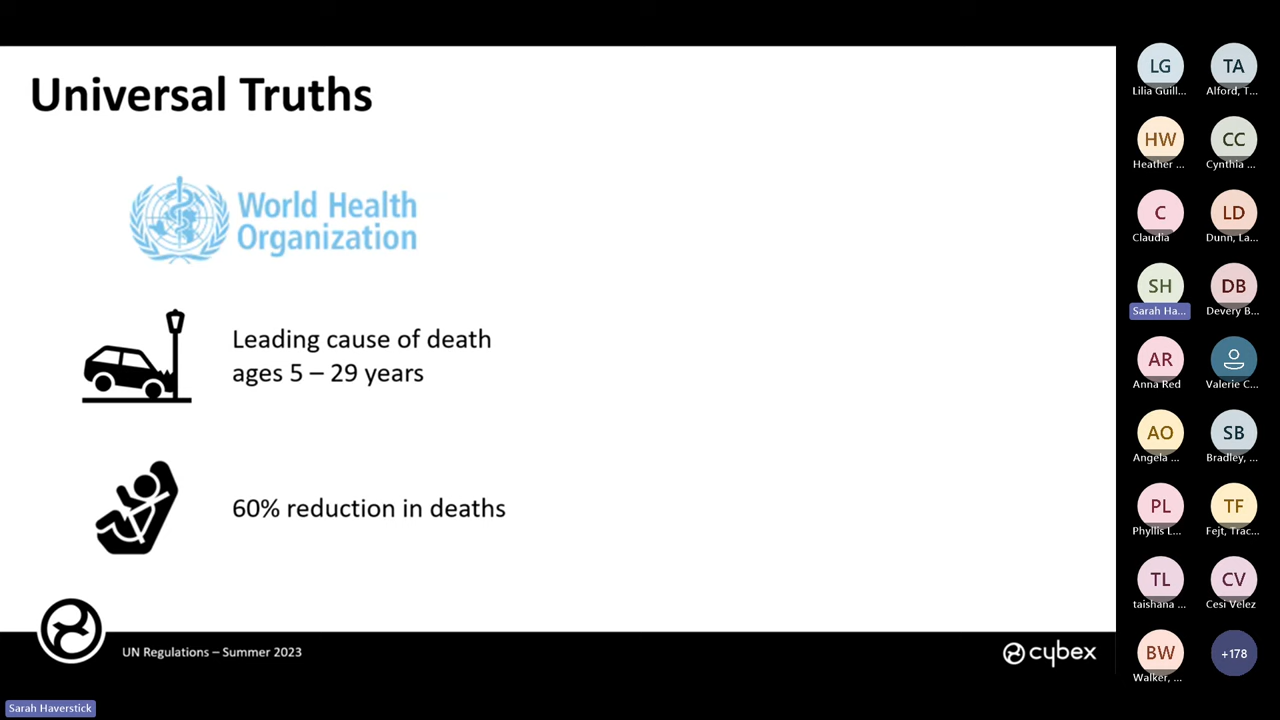 Universal Truths
World Health
Organization
Leading cause of death
ages 5 – 29 years
60% reduction in deaths
UN Regulations – Summer 2023
cybex
LG
Lilia Guill...
TA
Alford, T...
HW
Heather ...
CC
Cynthia ...
C
Claudia
LD
Dunn, La...
SH
Sarah Ha...
DB
Devery B...
AR
Anna Red
Valerie C...
AO
Angela ...
SB
Bradley, ...
PL
Phyllis L...
TF
Fejt, Trac...
TL
taishana ...
CV
Cesi Velez
BW
Walker, ...
+178
Sarah Haverstick